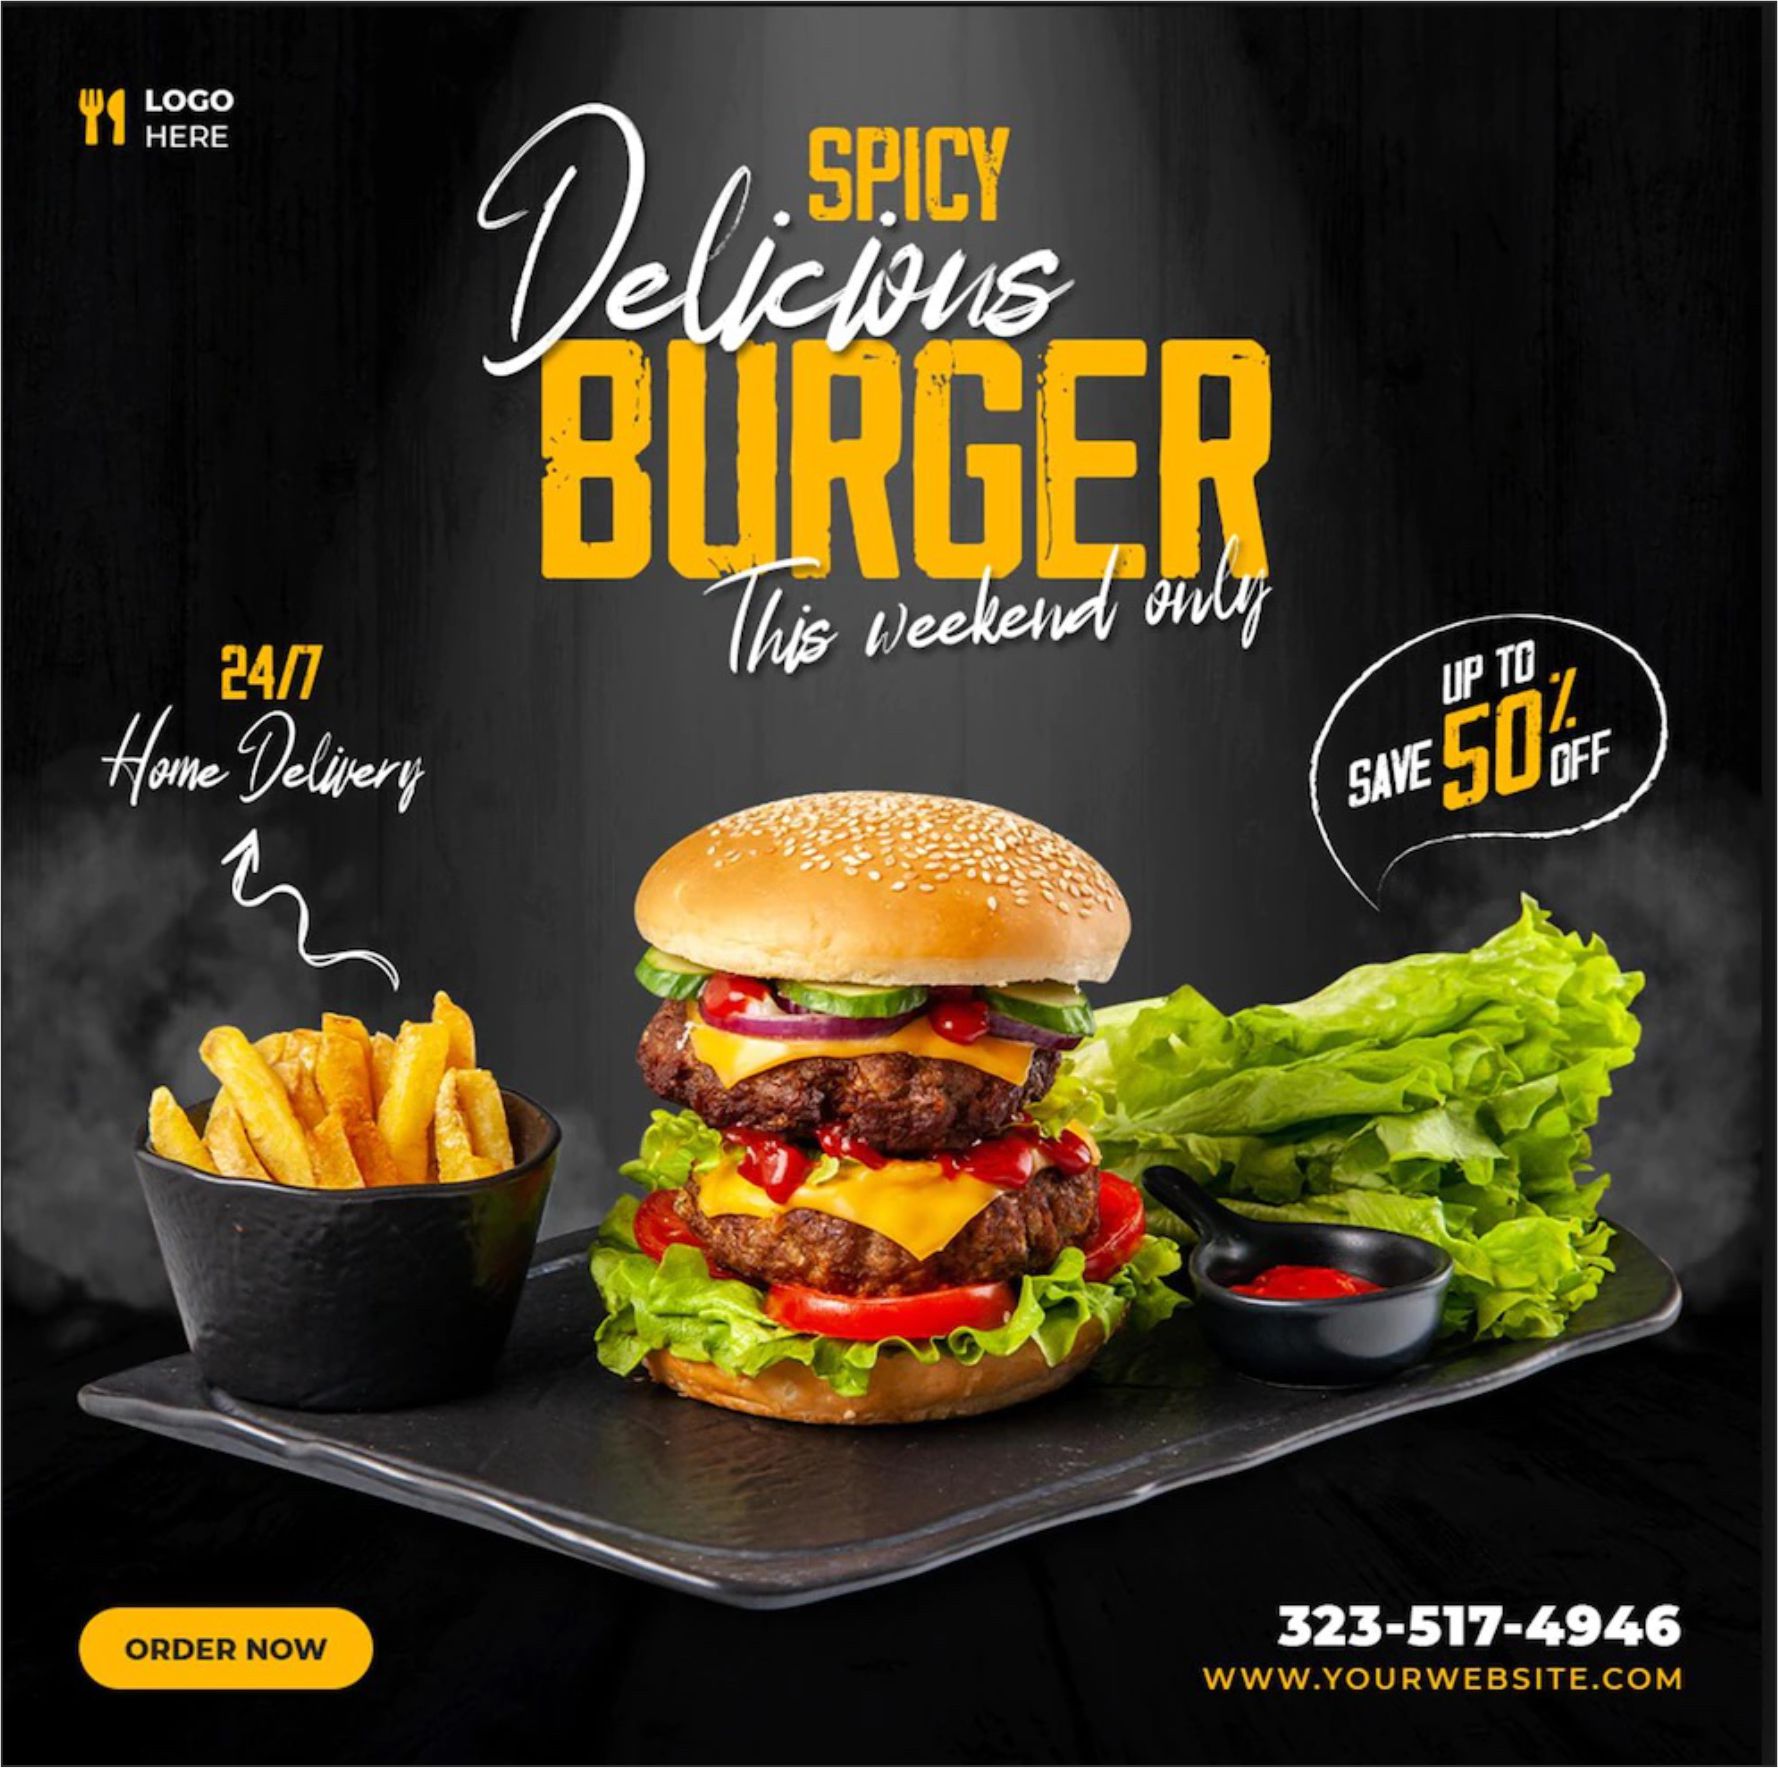 LOGO
HERE
SPICY
Delicious
BURGER
This weekend only
24/7
Home Delivery
UP TO
SAVE 50% OFF
ORDER NOW
323-517-4946
WWW.YOURWEBSITE.COM